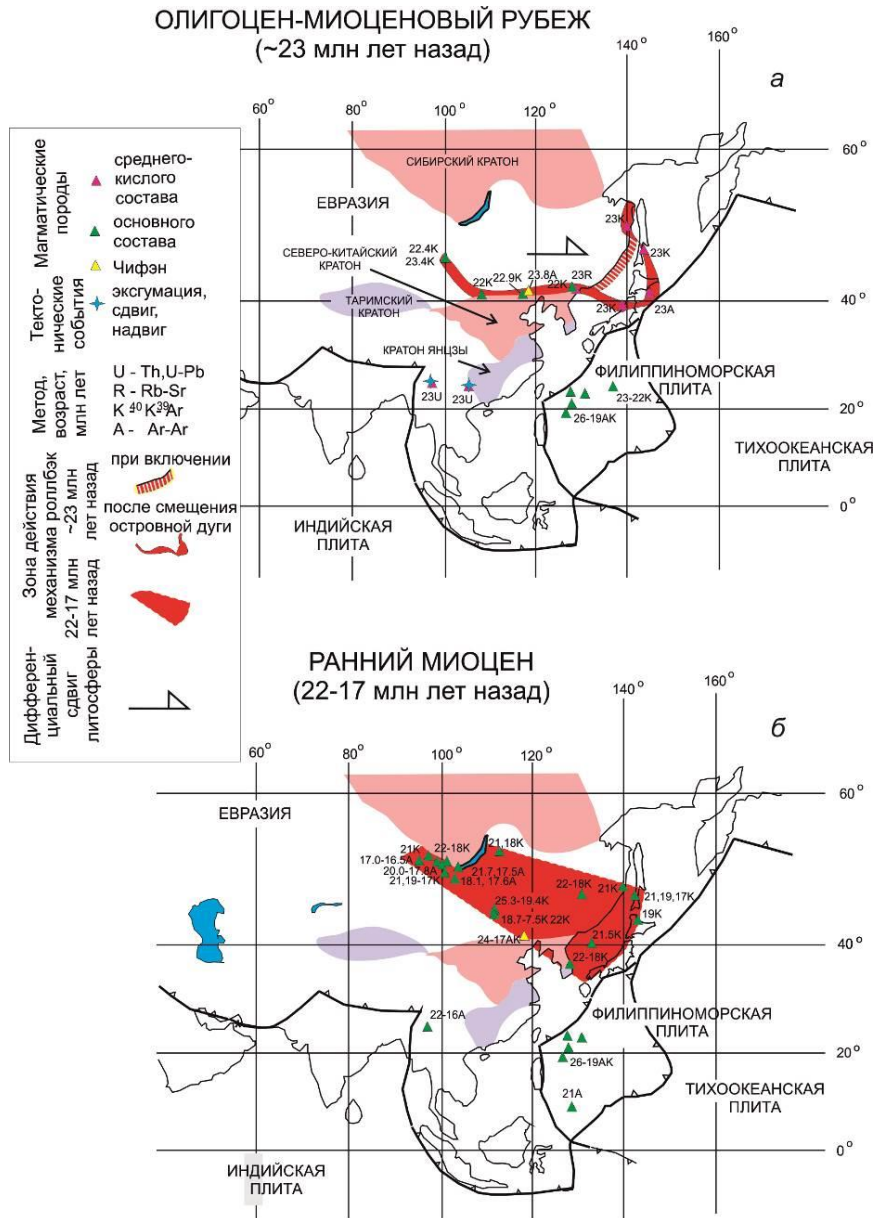 ОЛИГОЦЕН-МИОЦЕНОВЫЙ РУБЕЖ
(~23 млн лет назад)
а
60°
80°
100°
120°
140°
160°
60°
40°
20°
0°
СИБИРСКИЙ КРАТОН
ЕВРАЗИЯ
СЕВЕРО-КИТАЙСКИЙ
КРАТОН
ТАРИМСКИЙ
КРАТОН
КРАТОН ЯНЦЗЫ
22.4K
23.4K
22K
22.9K
23.8A
22K
23R
23K
23K
23K
23A
23U
23U
ФИЛИППИНОМОРСКАЯ
ПЛИТА
23-22K
26-19AK
ТИХООКЕАНСКАЯ
ПЛИТА
ИНДИЙСКАЯ
ПЛИТА
Магматические
породы
среднего-
кислого
состава
основного
состава
Чифэн
Текто-
нические
события
эксгумация,
сдвиг,
надвиг
Метод,
возраст,
млн лет
U - Th,U-Pb
R - Rb-Sr
K ⁴⁰K-³⁹Ar
A - Ar-Ar
Зона действия
механизма роллбэк
~23 млн
лет назад
при включении
после смещения
островной дуги
22-17 млн
лет назад
Дифферен-
циальный
сдвиг
литосферы
РАННИЙ МИОЦЕН
(22-17 млн лет назад)
б
60°
80°
100°
120°
140°
160°
60°
40°
20°
0°
ЕВРАЗИЯ
21K
22-18K
21,18K
17.0-16.5A
20.0-17.8A
21,19-17K
21.7,17.5A
18.1, 17.6A
25.3-19.4K
18.7-7.5K
22K
22-18K
21K
21,19,17K
19K
21.5K
22-18K
24-17AK
22-16A
ФИЛИППИНОМОРСКАЯ
ПЛИТА
26-19AK
21A
ТИХООКЕАНСКАЯ
ПЛИТА
ИНДИЙСКАЯ
ПЛИТА